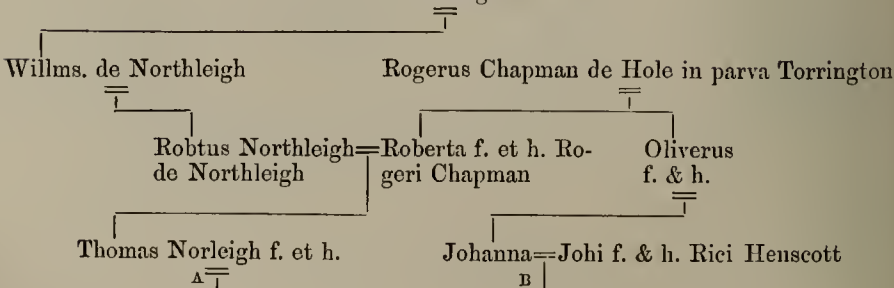 Willms. de Northleigh Rogerus Chapman de Hole in parva Torrington
Robtus Northleigh=Roberta f. et h. Ro- Oliverus
de Northleigh geri Chapman f. & h.
Thomas Norleigh f. et h. Johanna=Johi f. & h. Rici Henscott
A B